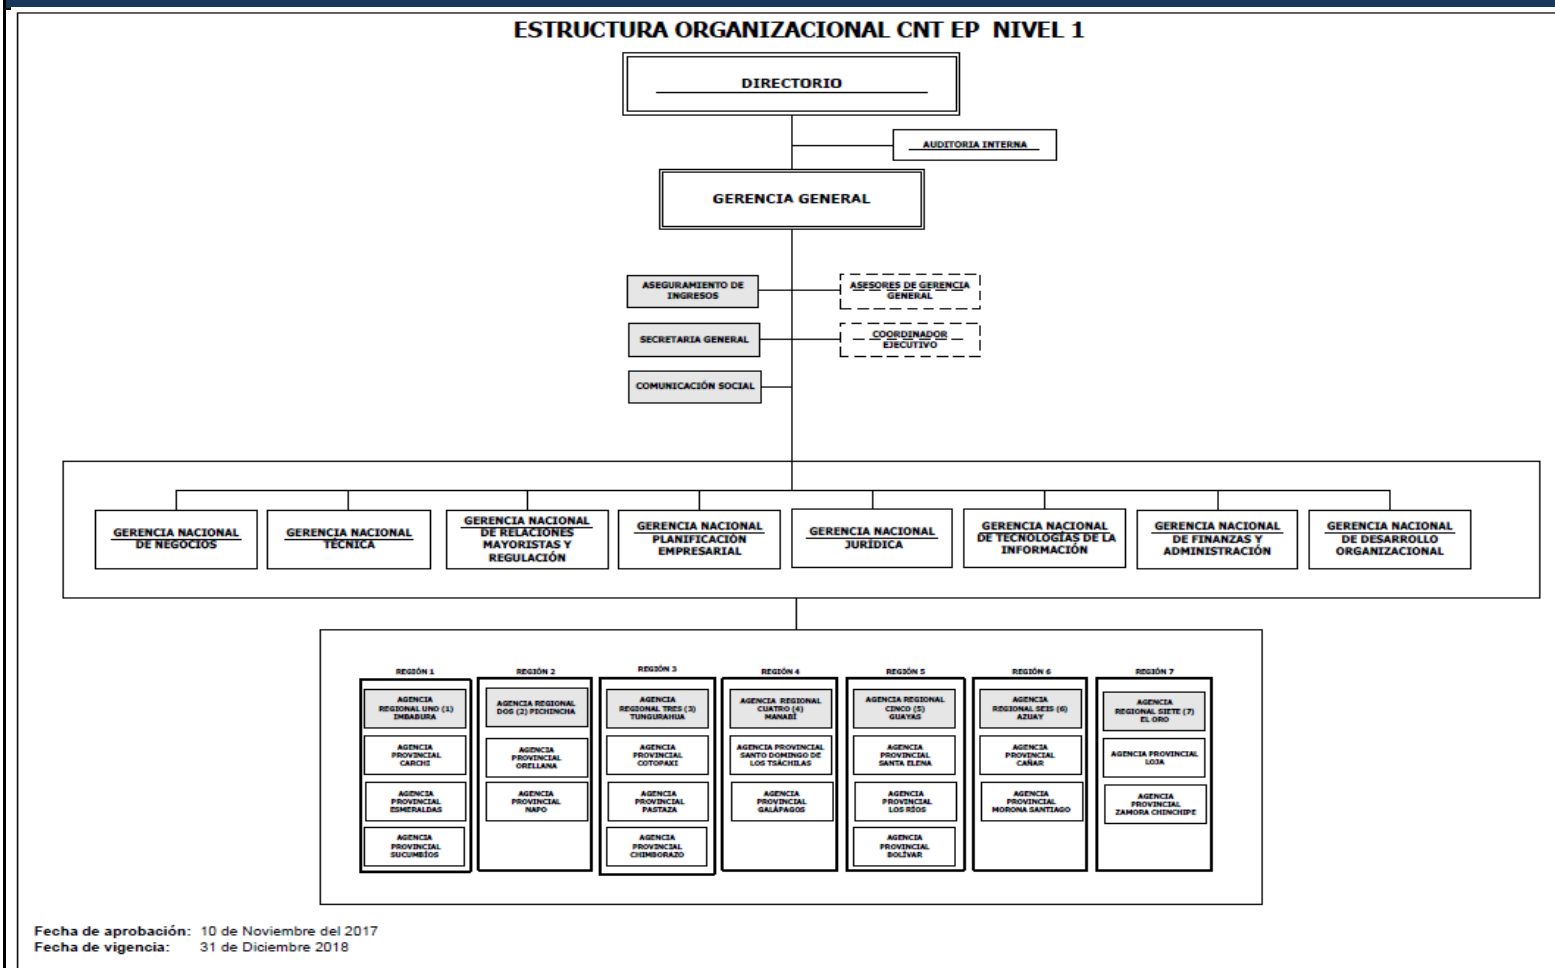 ESTRUCTURA ORGANIZACIONAL CNT EP NIVEL 1
DIRECTORIO
AUDITORIA INTERNA
GERENCIA GENERAL
ASEGURAMIENTO DE
INGRESOS
ASESORES DE GERENCIA
GENERAL
SECRETARIA GENERAL
COORDINADOR
EJECUTIVO
COMUNICACIÓN SOCIAL
GERENCIA NACIONAL
DE NEGOCIOS
GERENCIA NACIONAL
TÉCNICA
GERENCIA NACIONAL
DE RELACIONES
MAYORISTAS Y
REGULACIÓN
GERENCIA NACIONAL
PLANIFICACIÓN
EMPRESARIAL
GERENCIA NACIONAL
JURÍDICA
GERENCIA NACIONAL
DE TECNOLOGÍAS DE LA
INFORMACIÓN
GERENCIA NACIONAL
DE FINANZAS Y
ADMINISTRACIÓN
GERENCIA NACIONAL
DE DESARROLLO
ORGANIZACIONAL
REGIÓN 1
AGENCIA
REGIONAL UNO (1)
IMBABURA
AGENCIA
PROVINCIAL
CARCHI
AGENCIA
PROVINCIAL
ESMERALDAS
AGENCIA
PROVINCIAL
SUCUMBÍOS
REGIÓN 2
AGENCIA REGIONAL
DOS (2) PICHINCHA
AGENCIA
PROVINCIAL
ORELLANA
AGENCIA
PROVINCIAL
NAPO
REGIÓN 3
AGENCIA
REGIONAL TRES (3)
TUNGURAHUA
AGENCIA
PROVINCIAL
COTOPAXI
AGENCIA
PROVINCIAL
PASTAZA
AGENCIA
PROVINCIAL
CHIMBORAZO
REGIÓN 4
AGENCIA REGIONAL
CUATRO (4)
MANABÍ
AGENCIA PROVINCIAL
SANTO DOMINGO DE
LOS TSÁCHILAS
AGENCIA
PROVINCIAL
GALÁPAGOS
REGIÓN 5
AGENCIA REGIONAL
CINCO (5)
GUAYAS
AGENCIA
PROVINCIAL
SANTA ELENA
AGENCIA
PROVINCIAL
LOS RÍOS
AGENCIA
PROVINCIAL
BOLÍVAR
REGIÓN 6
AGENCIA
REGIONAL SEIS (6)
AZUAY
AGENCIA
PROVINCIAL
CAÑAR
AGENCIA
PROVINCIAL
MORONA SANTIAGO
REGIÓN 7
AGENCIA
REGIONAL SIETE (7)
EL ORO
AGENCIA PROVINCIAL
LOJA
AGENCIA
PROVINCIAL
ZAMORA CHINCHIPE
Fecha de aprobación: 10 de Noviembre del 2017
Fecha de vigencia: 31 de Diciembre 2018